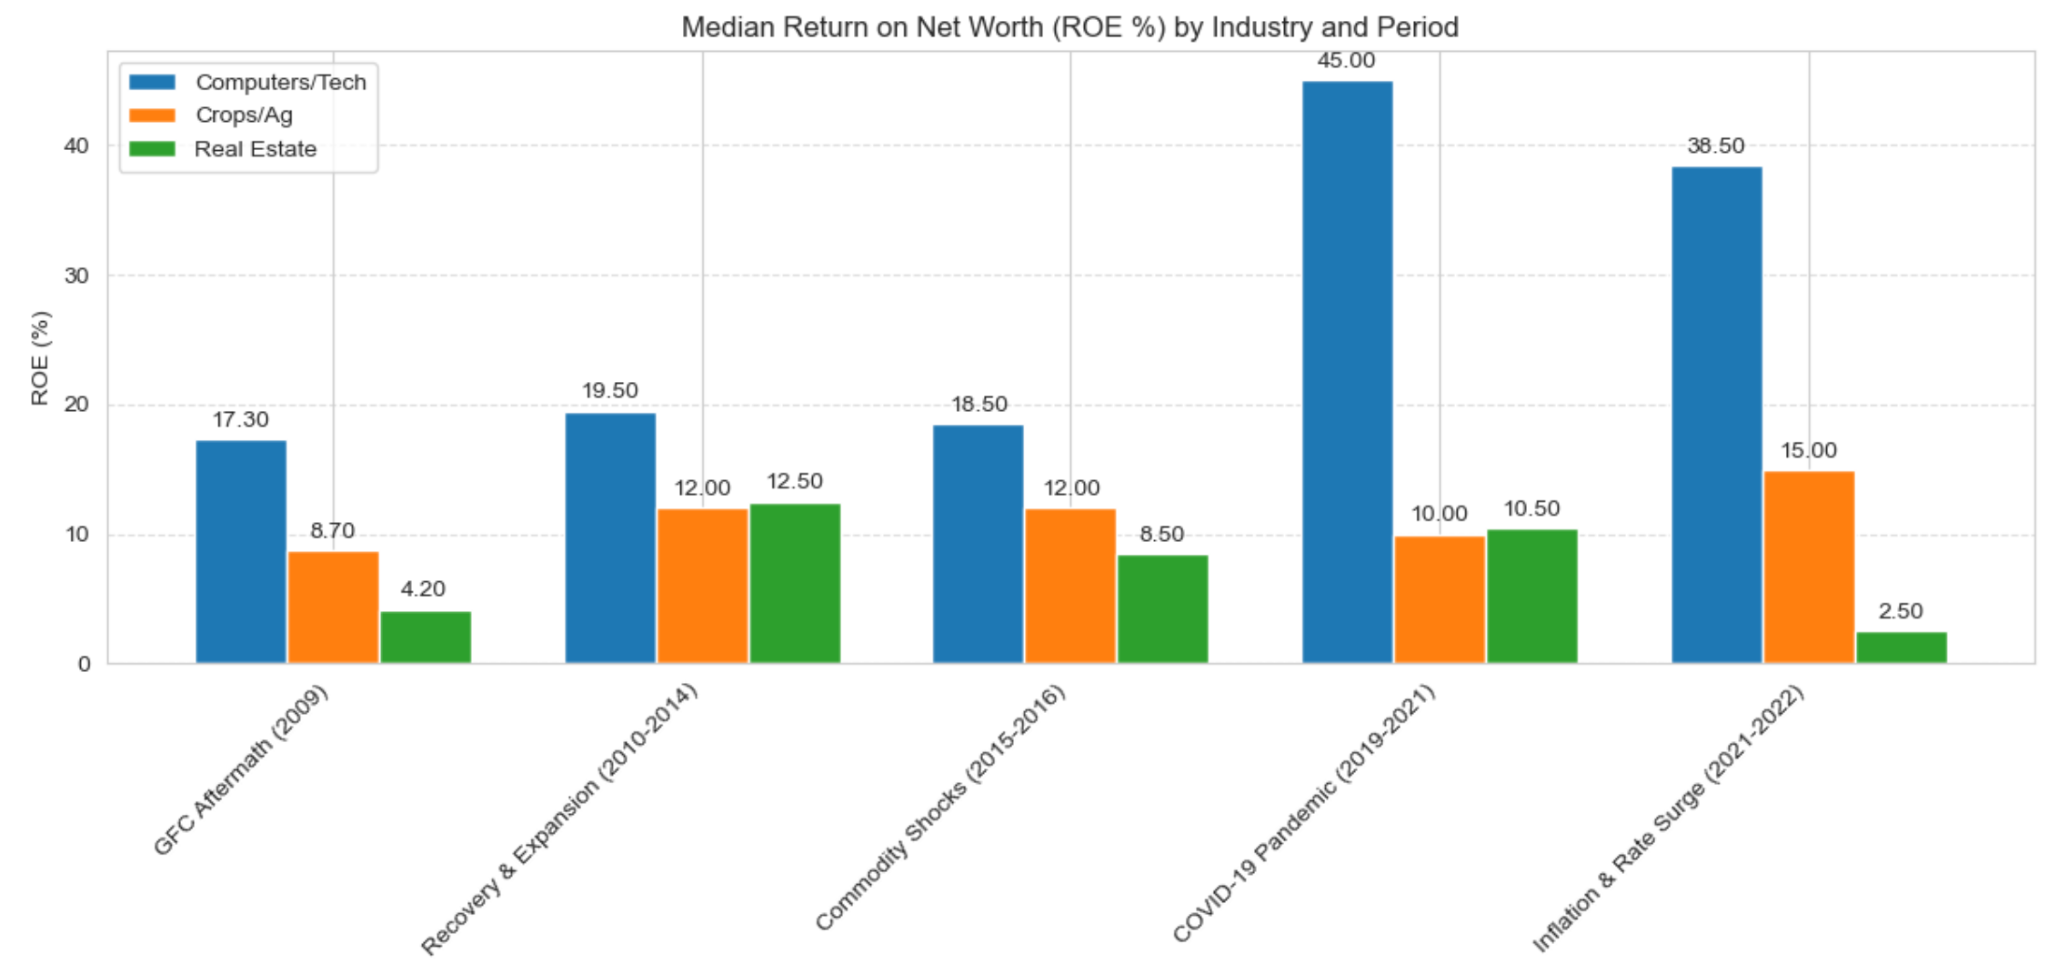 Median Return on Net Worth (ROE %) by Industry and Period
Computers/Tech
Crops/Ag
Real Estate
ROE (%)
40
30
20
10
0
17.30
8.70
4.20
19.50
12.00
12.50
18.50
12.00
8.50
45.00
10.00
10.50
38.50
15.00
2.50
GFC Aftermath (2009)
Recovery & Expansion (2010-2014)
Commodity Shocks (2015-2016)
COVID-19 Pandemic (2019-2021)
Inflation & Rate Surge (2021-2022)